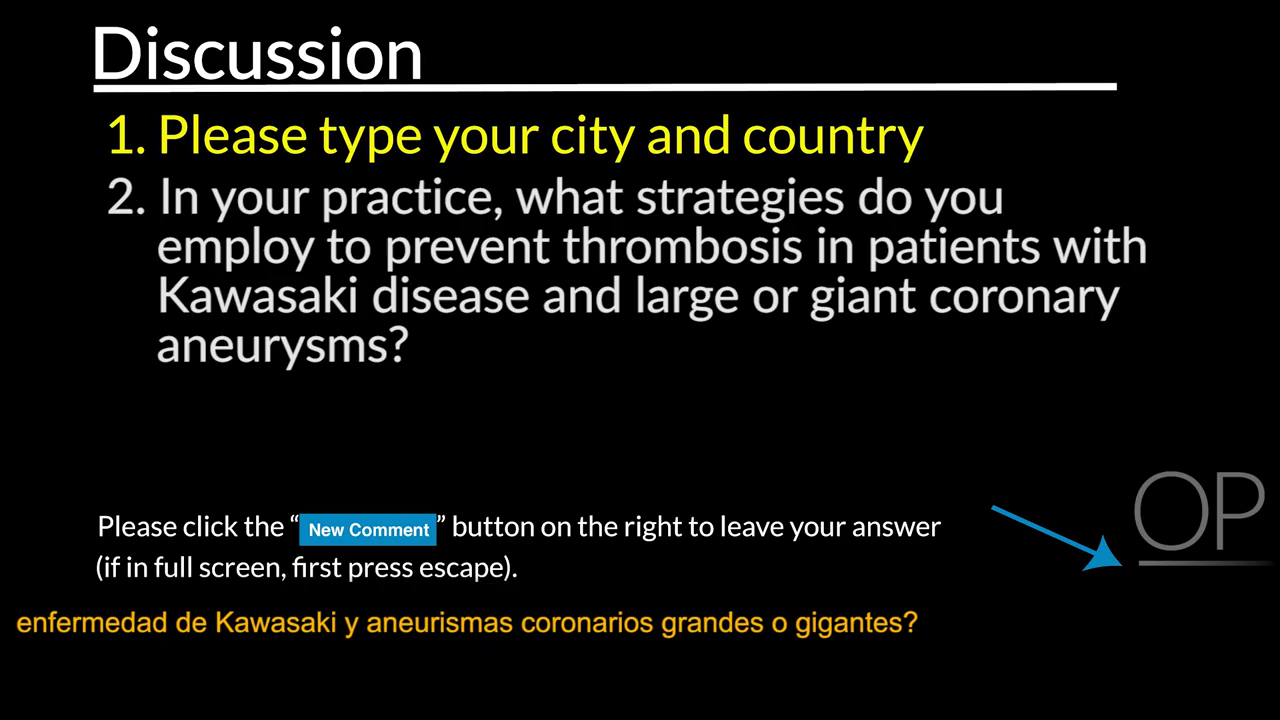 Discussion
1. Please type your city and country
2. In your practice, what strategies do you
employ to prevent thrombosis in patients with
Kawasaki disease and large or giant coronary
aneurysms?
Please click the “New Comment” button on the right to leave your answer
(if in full screen, first press escape).
OP
enfermedad de Kawasaki y aneurismas coronarios grandes o gigantes?